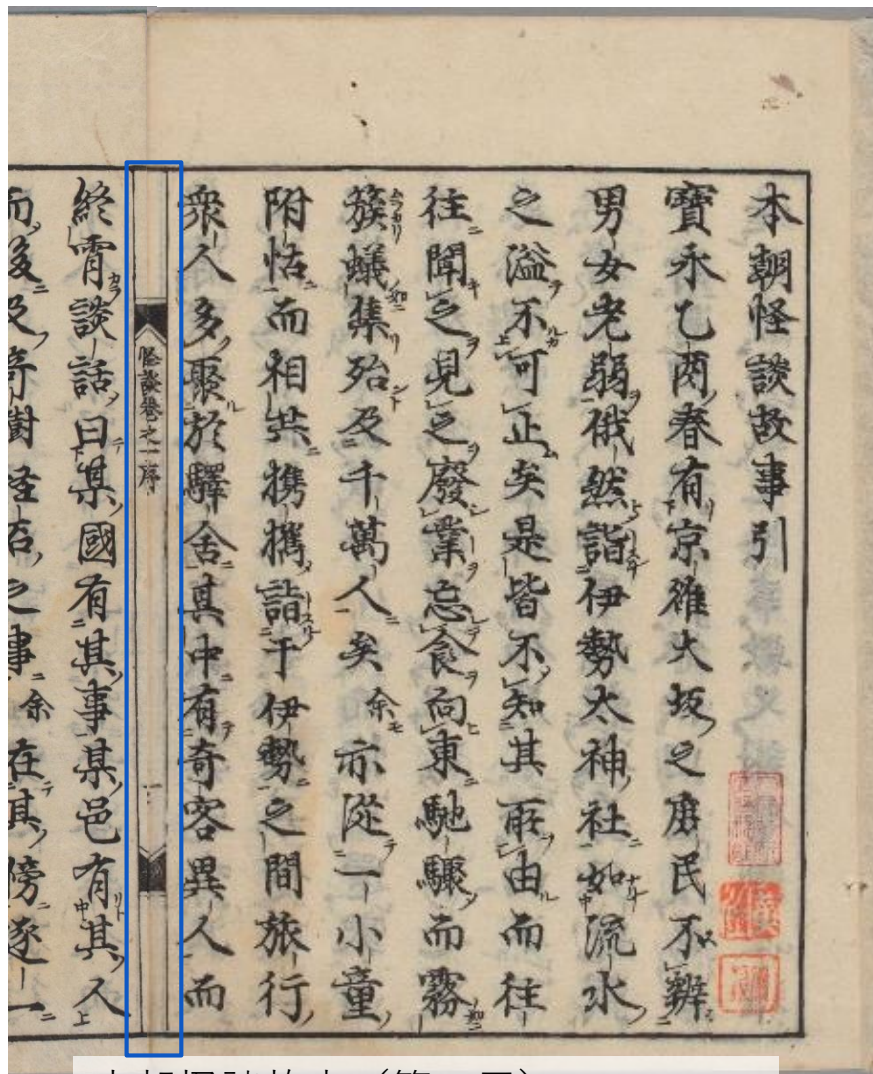 本朝怪談故事引
寶永乙酉春有京雒大坂之庶民不辨
男女老弱俄然詣伊勢太神社如流水
之溢不可止矣是皆不知其所由而往
往聞之見之廢業忘食向東馳驟而霧
簇蟻集殆及千萬人矣余亦從一小童
附怙而相共携擕詣于伊勢之間旅行
衆人多聚於驛舍其中有奇客異人而
怪談巻之一序
一
終宵談話曰某國有其事某邑有其人
而後及奇樹怪石之事余在其傍逐一